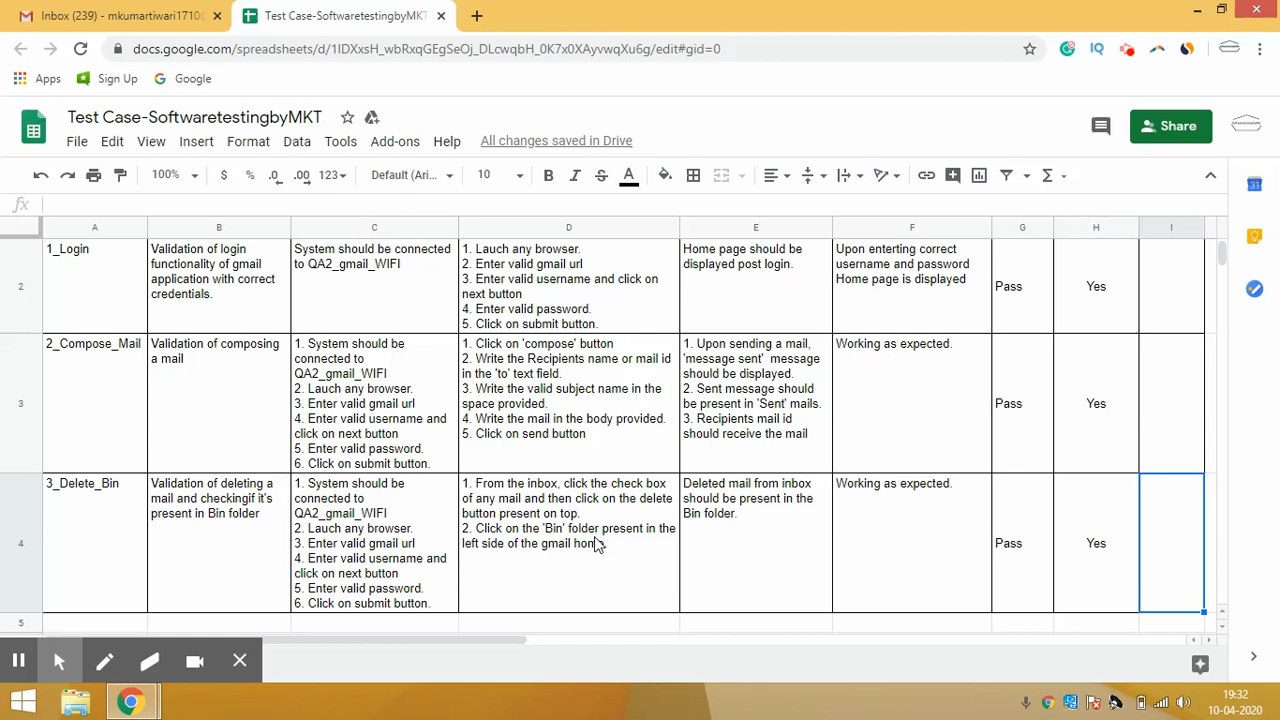 Inbox (239) - mkumartiwari1710
Test Case-SoftwaretestingbyMKT
docs.google.com/spreadsheets/d/1IDXxsH_wbRxqGEgSeOj_DLcwqbH_0K7x0XAyvwqXu6g/edit#gid=0
Apps
Sign Up
Google
Test Case-SoftwaretestingbyMKT
Share
File Edit View Insert Format Data Tools Add-ons Help All changes saved in Drive
100% $ % .0 .00 123 Default (Ari... 10 B I S A
fx
A B C D E F G H I
2
1_Login
Validation of login
functionality of gmail
application with correct
credentials.
System should be connected
to QA2_gmail_WIFI
1. Lauch any browser.
2. Enter valid gmail url
3. Enter valid username and click on
next button
4. Enter valid password.
5. Click on submit button.
Home page should be
displayed post login.
Upon enterting correct
username and password
Home page is displayed
Pass
Yes
3
2_Compose_Mail
Validation of composing
a mail
1. System should be
connected to
QA2_gmail_WIFI
2. Lauch any browser.
3. Enter valid gmail url
4. Enter valid username and
click on next button
5. Enter valid password.
6. Click on submit button.
1. Click on 'compose' button
2. Write the Recipients name or mail id
in the 'to' text field.
3. Write the valid subject name in the
space provided.
4. Write the mail in the body provided.
5. Click on send button
1. Upon sending a mail,
'message sent' message
should be displayed.
2. Sent message should
be present in 'Sent' mails.
3. Recipients mail id
should receive the mail
Working as expected.
Pass
Yes
4
3_Delete_Bin
Validation of deleting a
mail and checkingif it's
present in Bin folder
1. System should be
connected to
QA2_gmail_WIFI
2. Lauch any browser.
3. Enter valid gmail url
4. Enter valid username and
click on next button
5. Enter valid password.
6. Click on submit button.
1. From the inbox, click the check box
of any mail and then click on the delete
button present on top.
2. Click on the 'Bin' folder present in the
left side of the gmail home
Deleted mail from inbox
should be present in the
Bin folder.
Working as expected.
Pass
Yes
5
31
IQ
19:32
10-04-2020